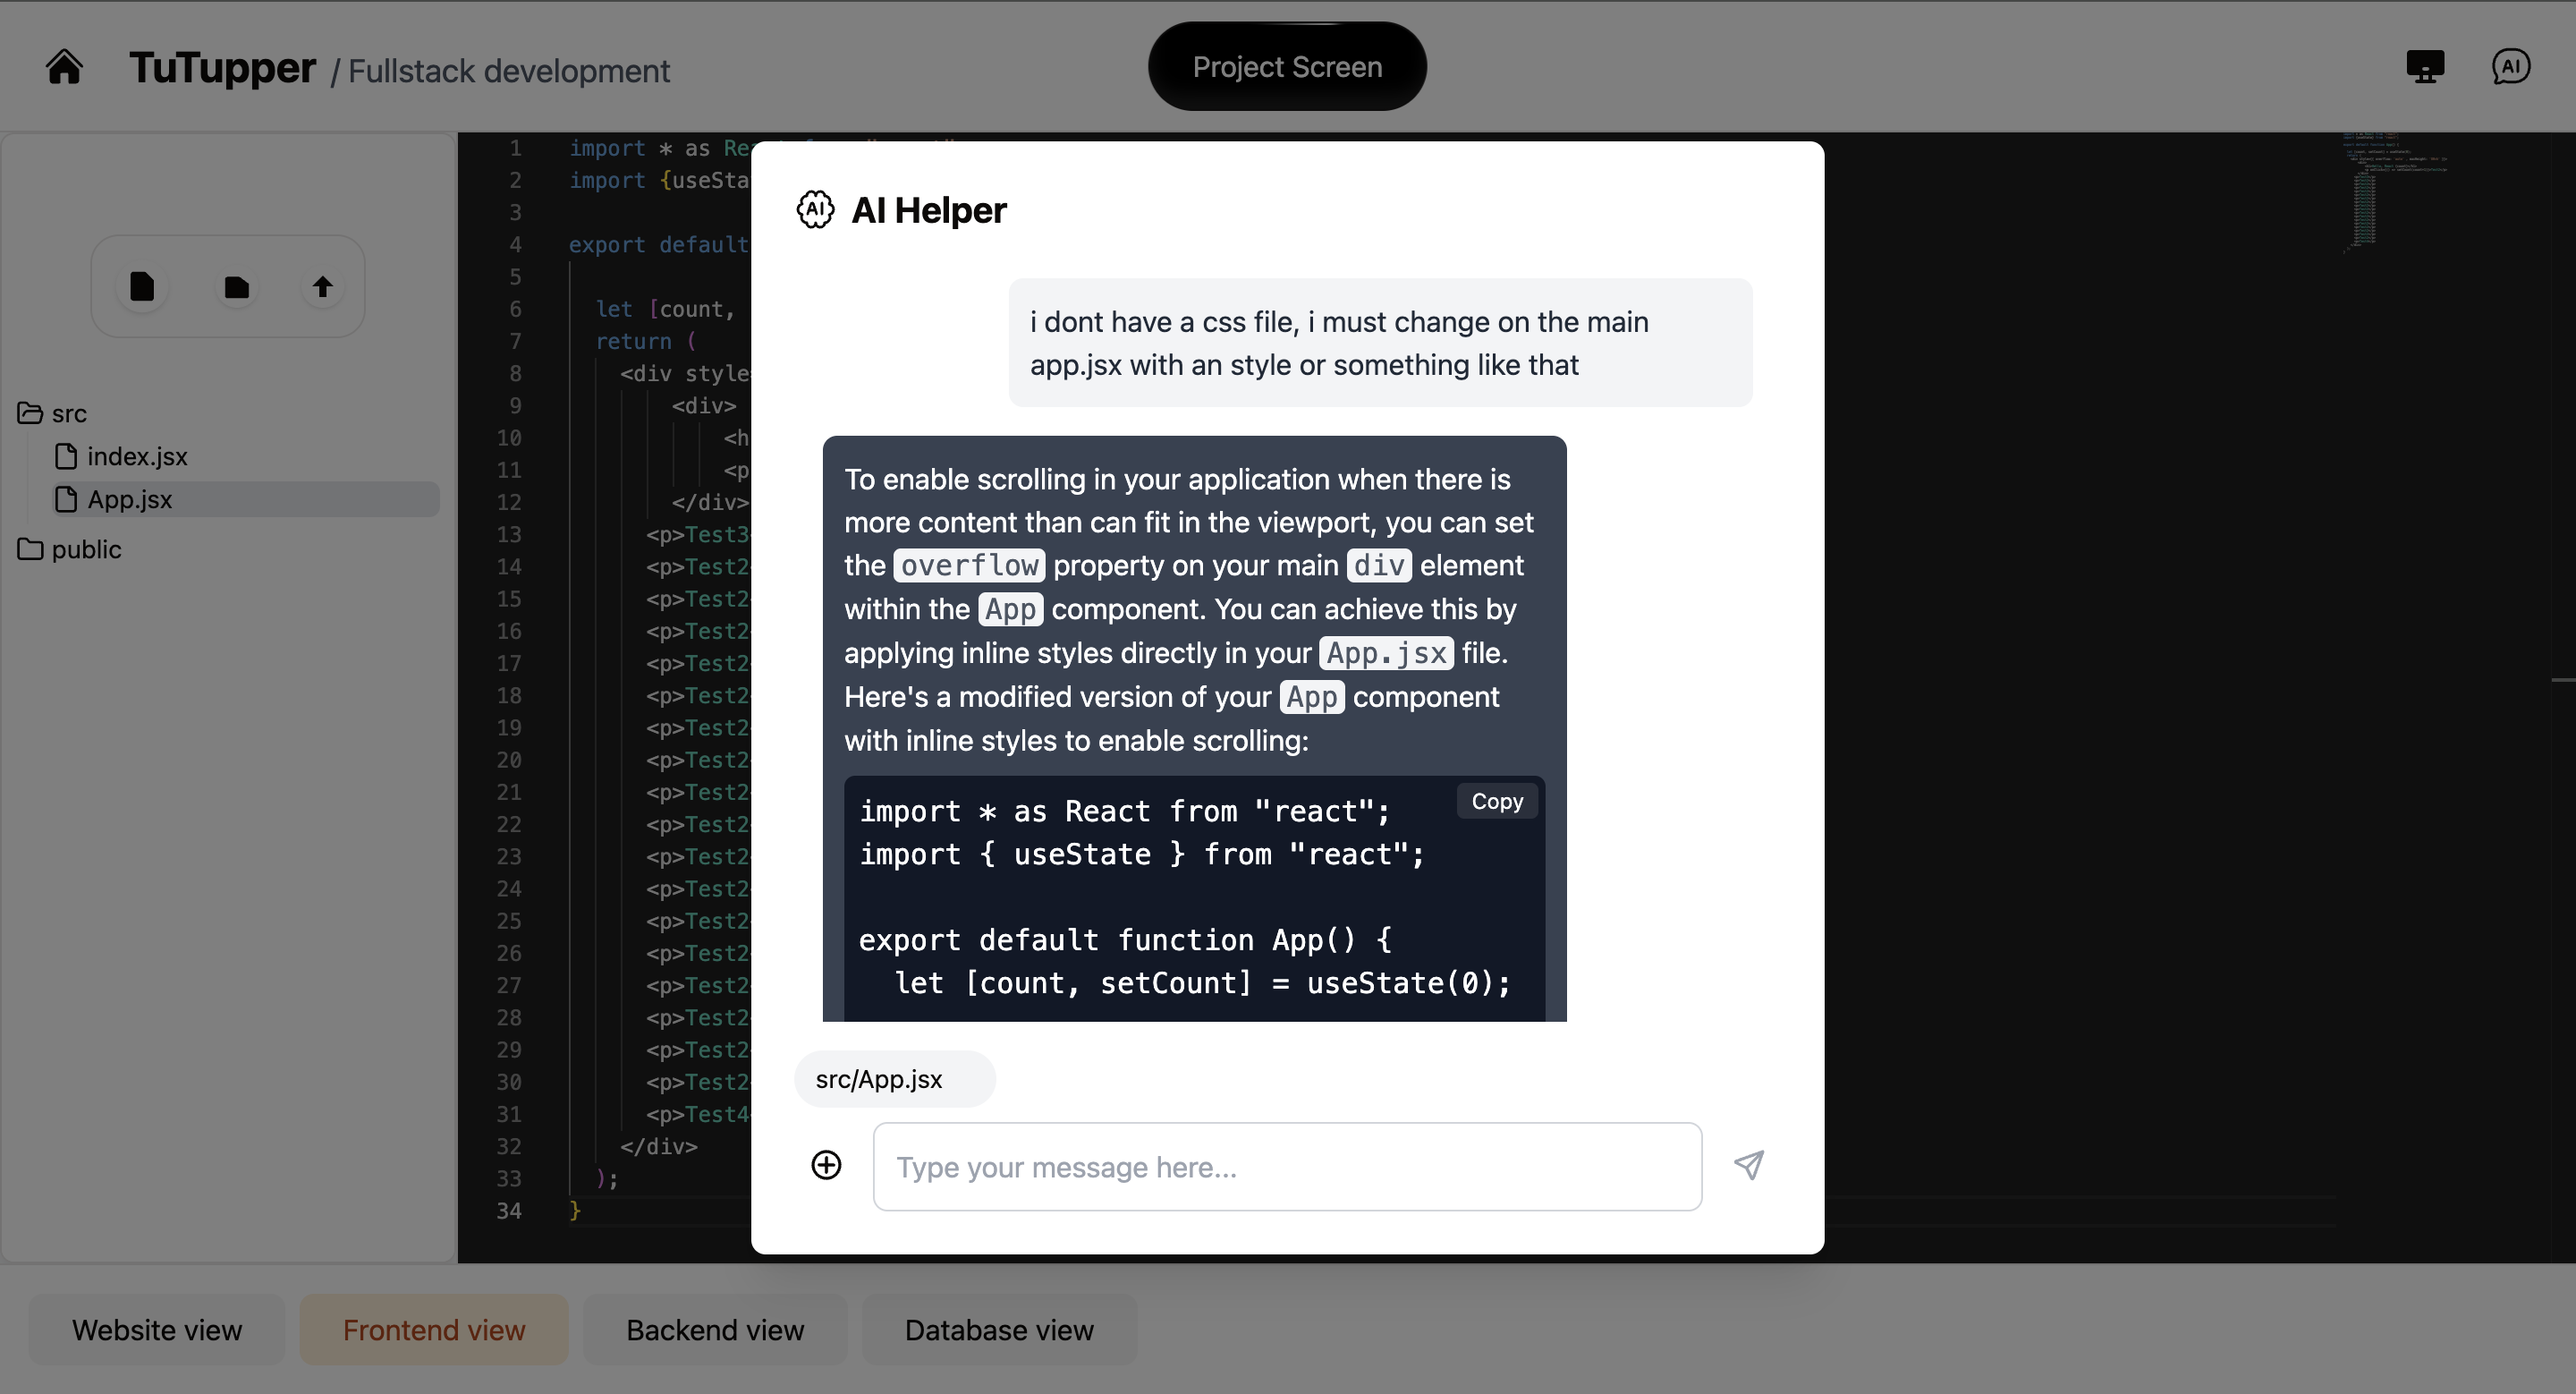 TuTupper / Fullstack development
Project Screen
AI
src
index.jsx
App.jsx
public
1 import * as
2 import {useSta
3
4 export default
5
6 let [count,
7 return (
8 <div style
9 <div>
10 <h
11 <p
12 </div>
13 <p>Test3
14 <p>Test2
15 <p>Test2
16 <p>Test2
17 <p>Test2
18 <p>Test2
19 <p>Test2
20 <p>Test2
21 <p>Test2
22 <p>Test2
23 <p>Test2
24 <p>Test2
25 <p>Test2
26 <p>Test2
27 <p>Test2
28 <p>Test2
29 <p>Test2
30 <p>Test2
31 <p>Test4
32 </div>
33 );
34 }
AI AI Helper
i dont have a css file, i must change on the main
app.jsx with an style or something like that
To enable scrolling in your application when there is
more content than can fit in the viewport, you can set
the overflow property on your main div element
within the App component. You can achieve this by
applying inline styles directly in your App.jsx file.
Here's a modified version of your App component
with inline styles to enable scrolling:
Copy
import * as React from "react";
import { useState } from "react";
export default function App() {
let [count, setCount] = useState(0);
src/App.jsx
Type your message here...
Website view
Frontend view
Backend view
Database view